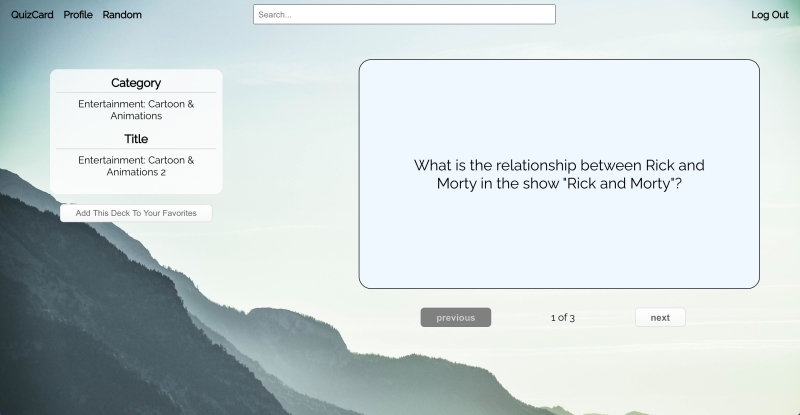 QuizCard Profile Random Search... Log Out
Category
Entertainment: Cartoon &
Animations
Title
Entertainment: Cartoon &
Animations 2
Add This Deck To Your Favorites
What is the relationship between Rick and
Morty in the show "Rick and Morty"?
previous 1 of 3 next